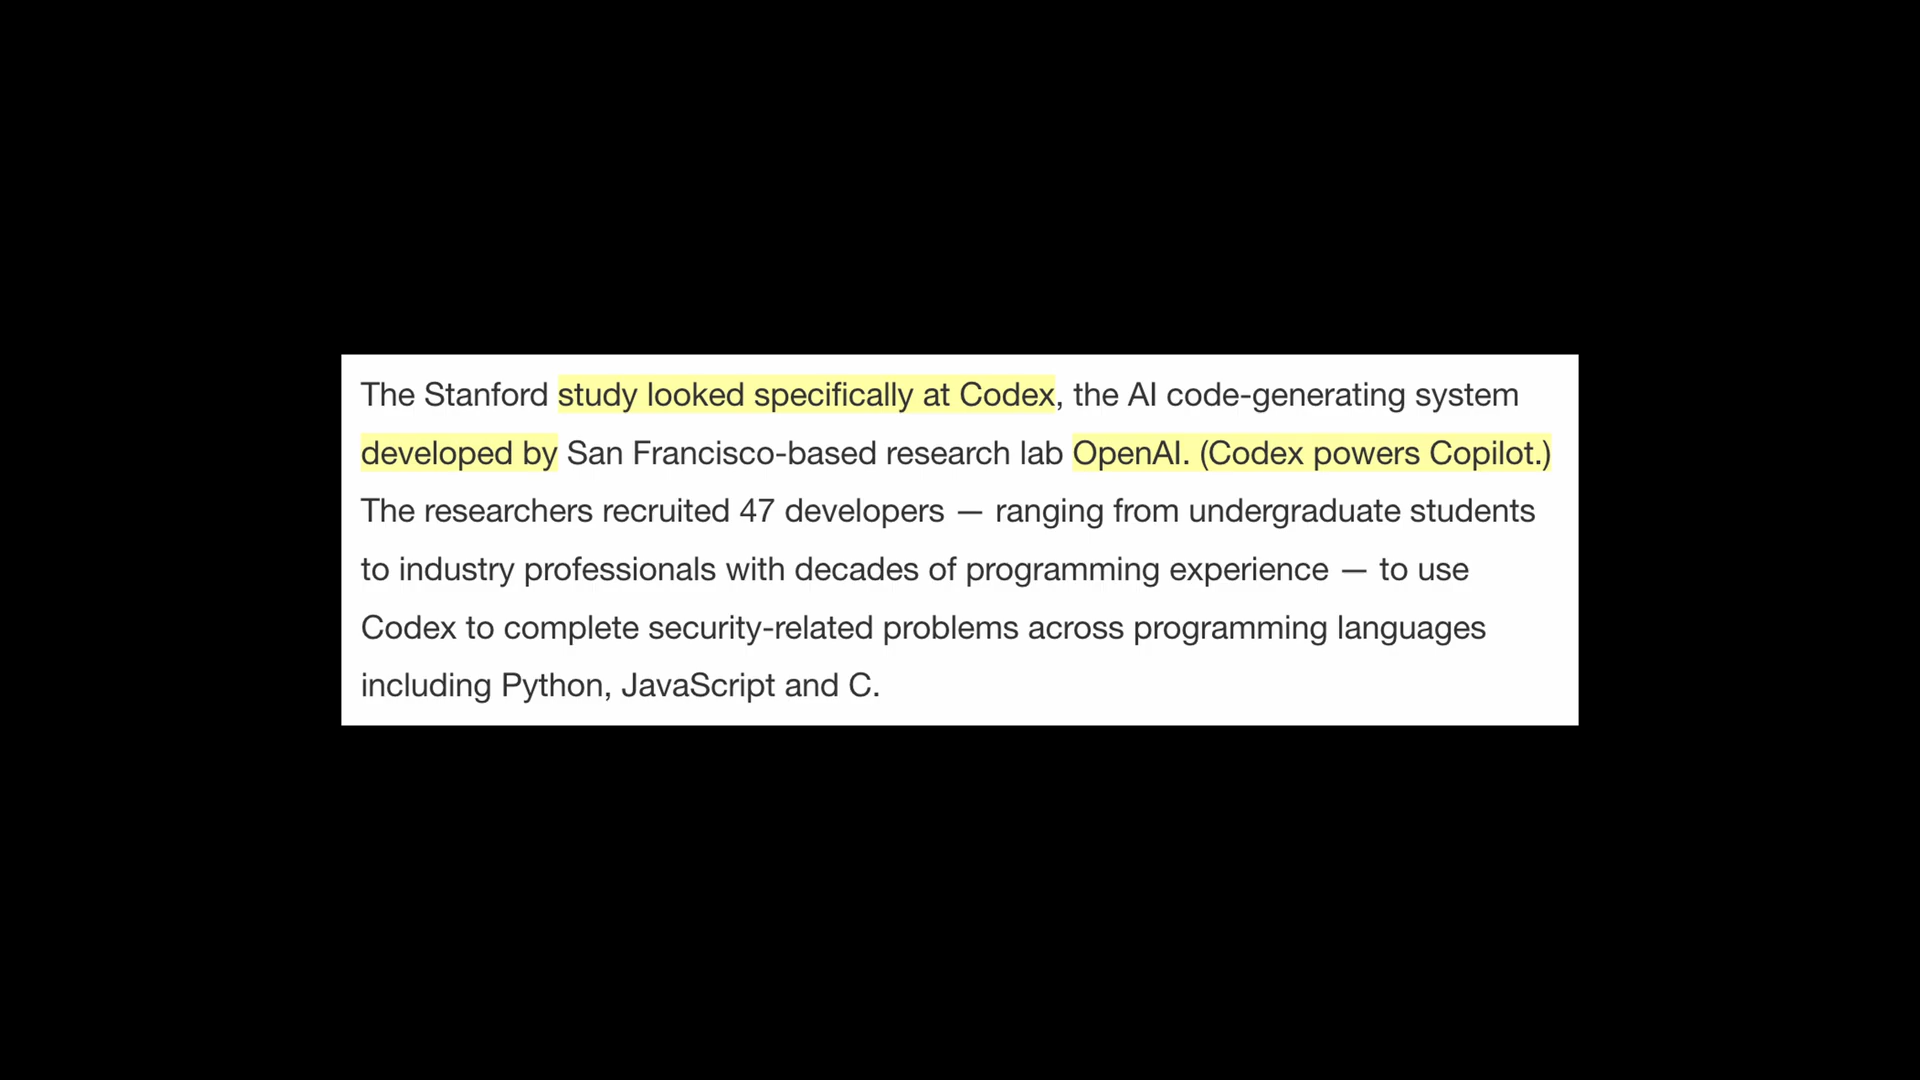 The Stanford study looked specifically at Codex, the AI code-generating system
developed by San Francisco-based research lab OpenAI. (Codex powers Copilot.)
The researchers recruited 47 developers — ranging from undergraduate students
to industry professionals with decades of programming experience — to use
Codex to complete security-related problems across programming languages
including Python, JavaScript and C.